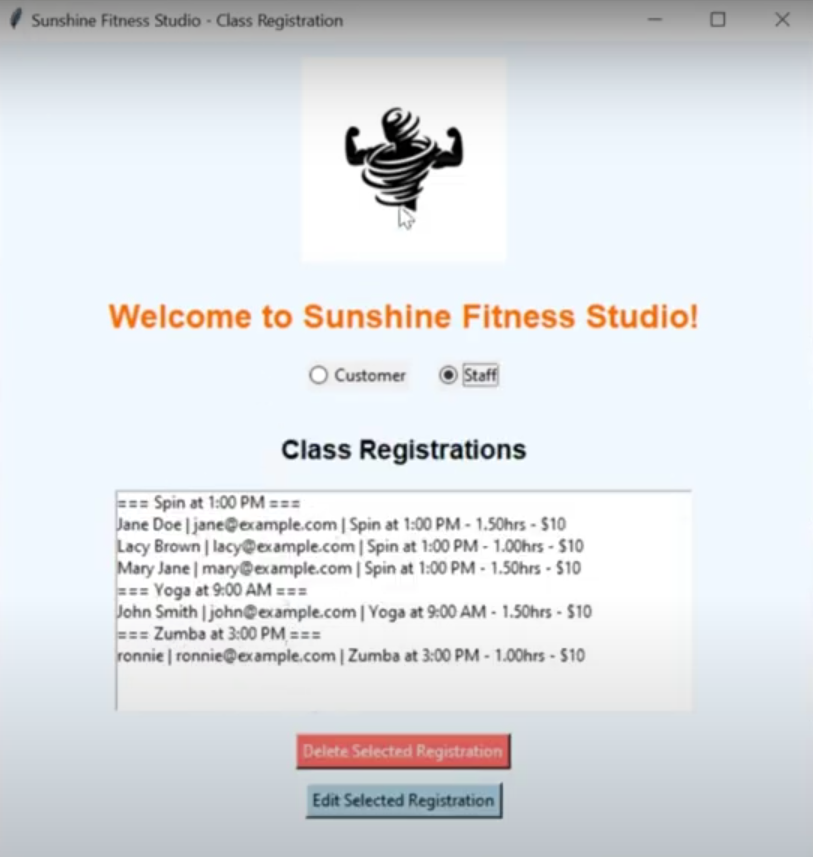 Sunshine Fitness Studio - Class Registration
Welcome to Sunshine Fitness Studio!
Customer Staff
Class Registrations
=== Spin at 1:00 PM ===
Jane Doe | jane@example.com | Spin at 1:00 PM - 1.50hrs - $10
Lacy Brown | lacy@example.com | Spin at 1:00 PM - 1.00hrs - $10
Mary Jane | mary@example.com | Spin at 1:00 PM - 1.50hrs - $10
=== Yoga at 9:00 AM ===
John Smith | john@example.com | Yoga at 9:00 AM - 1.50hrs - $10
=== Zumba at 3:00 PM ===
ronnie | ronnie@example.com | Zumba at 3:00 PM - 1.00hrs - $10
Delete Selected Registration
Edit Selected Registration